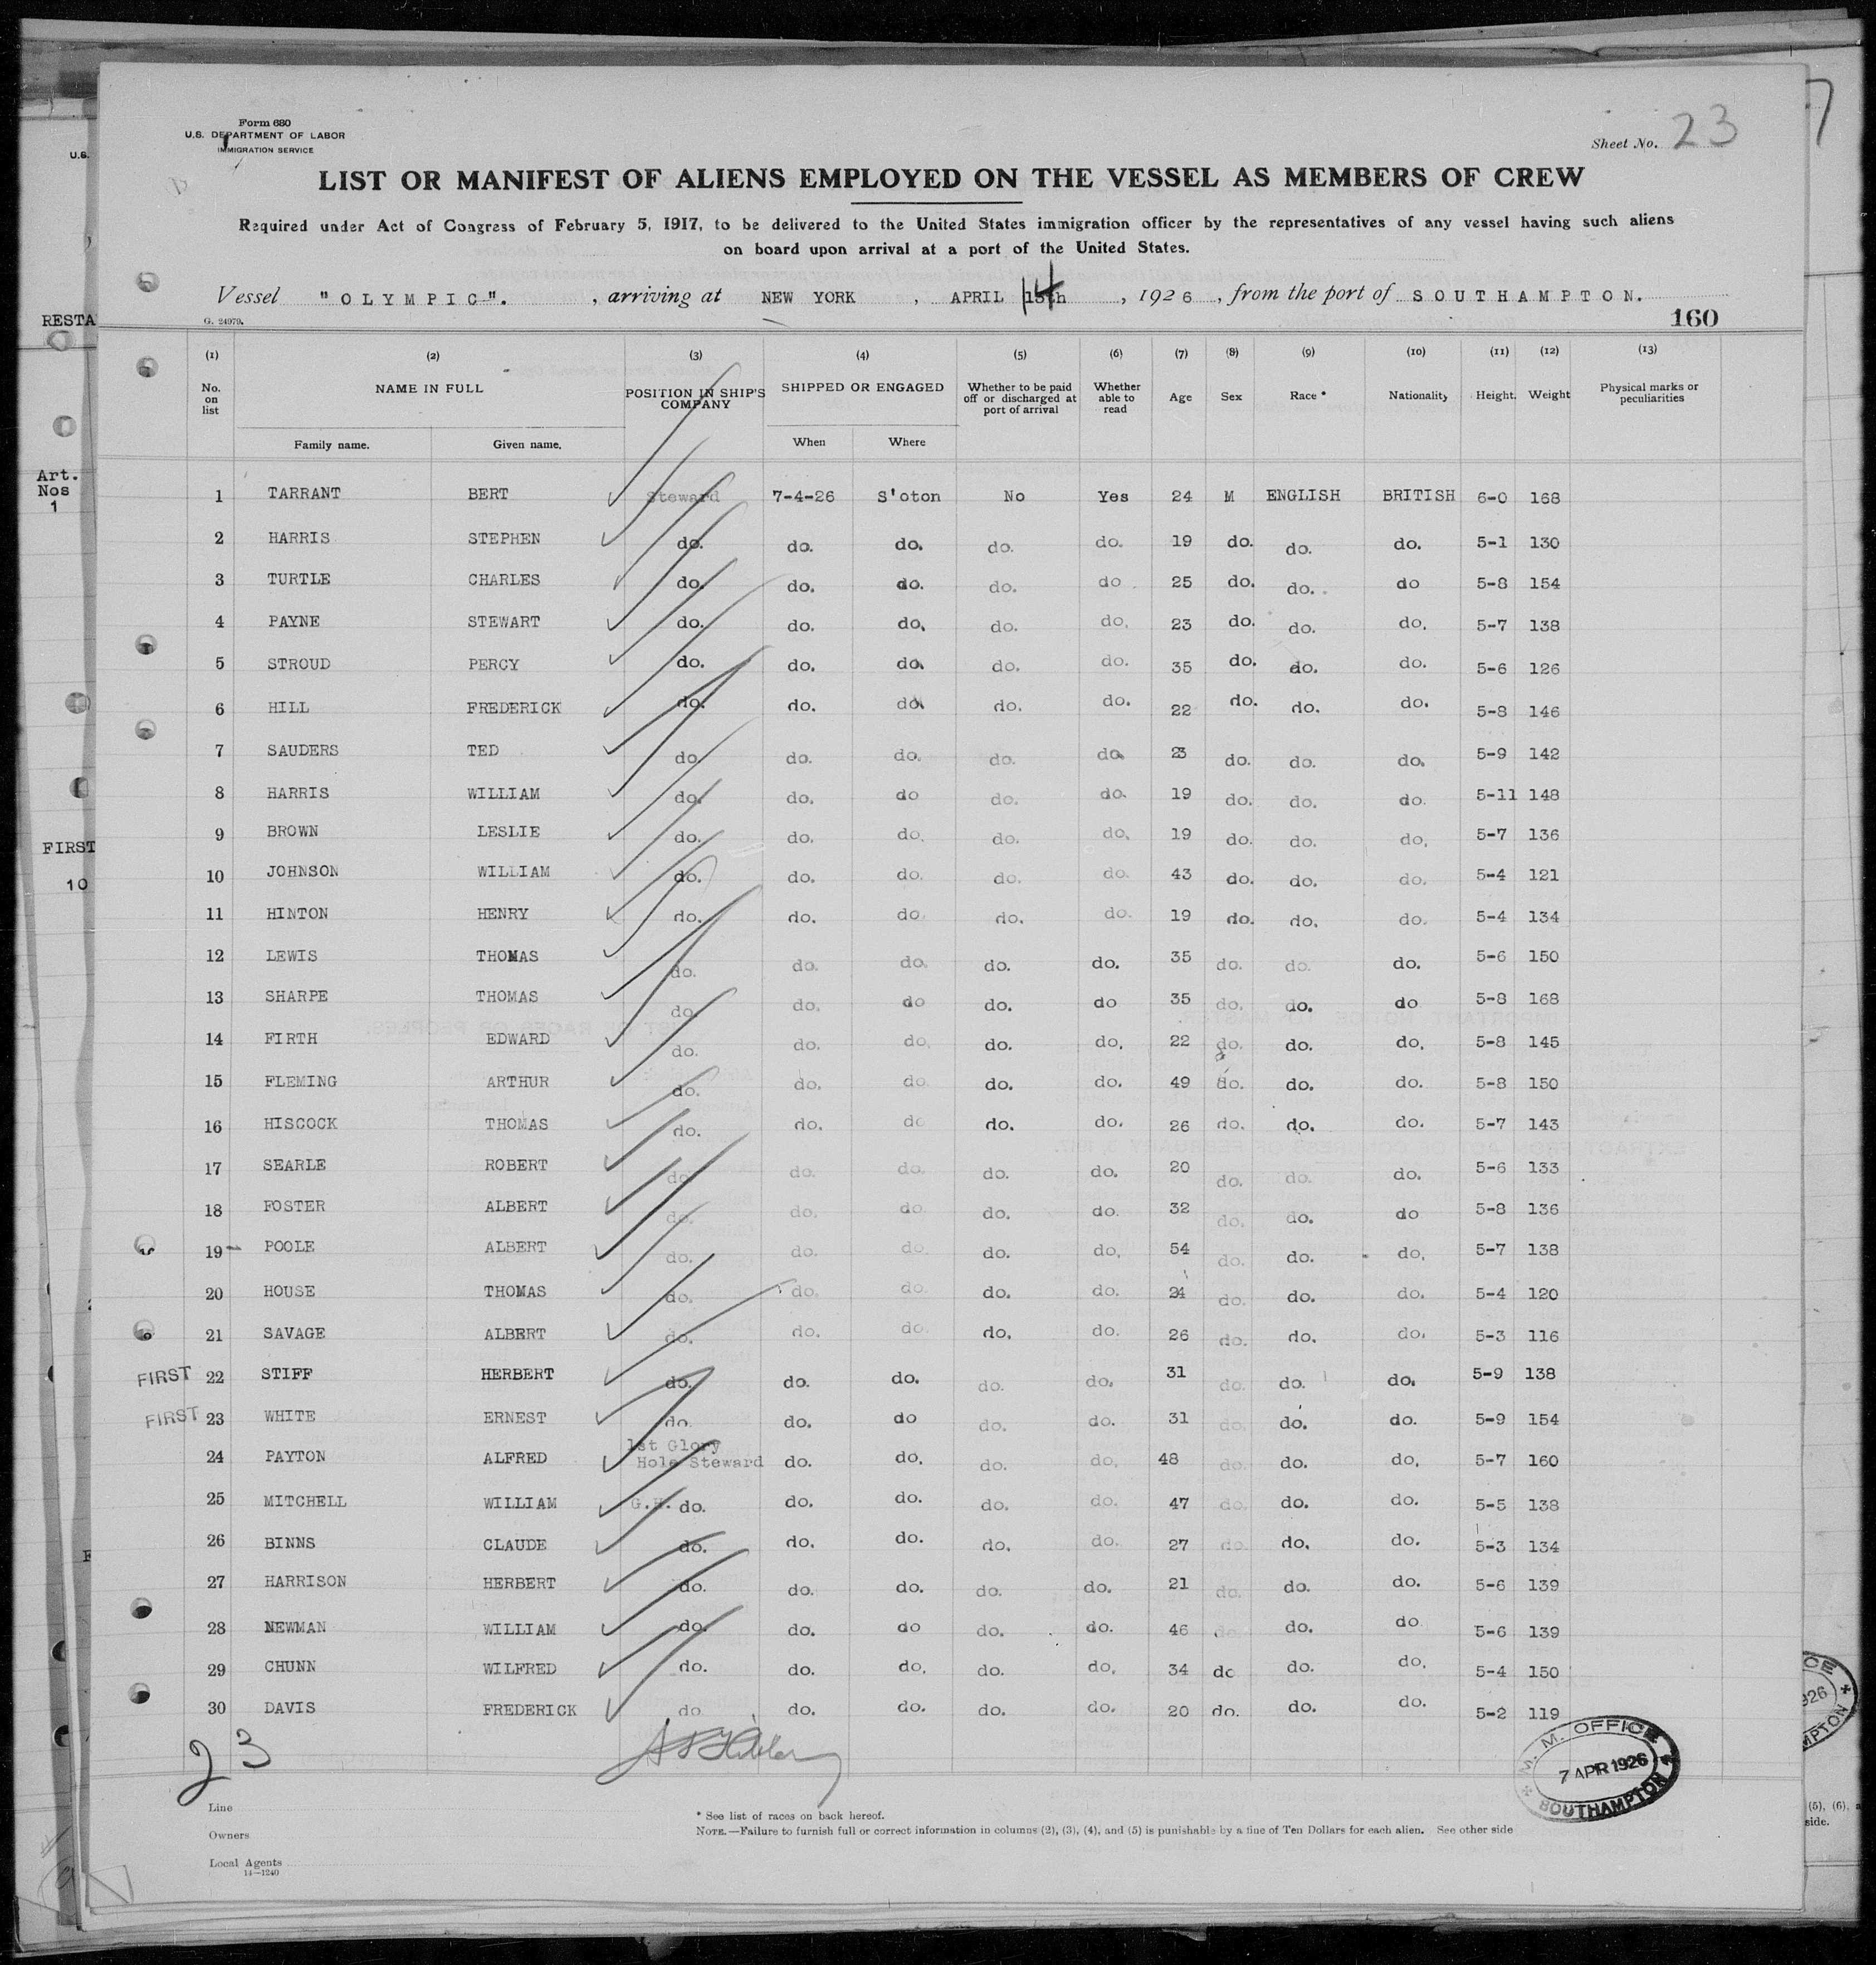 Form 680
U.S. DEPARTMENT OF LABOR
IMMIGRATION SERVICE
Sheet No. 23
LIST OR MANIFEST OF ALIENS EMPLOYED ON THE VESSEL AS MEMBERS OF CREW
Required under Act of Congress of February 5, 1917, to be delivered to the United States immigration officer by the representatives of any vessel having such aliens
on board upon arrival at a port of the United States.
Vessel "OLYMPIC". , arriving at NEW YORK , APRIL 14 , 1926 , from the port of SOUTHAMPTON.
G. 24979.
160
(1) (2) (3) (4) (5) (6) (7) (8) (9) (10) (11) (12) (13)
No. on list NAME IN FULL POSITION IN SHIP'S COMPANY SHIPPED OR ENGAGED Whether to be paid off or discharged at port of arrival Whether able to read Age Sex Race * Nationality Height. Weight Physical marks or peculiarities
Family name. Given name. When Where
1 TARRANT BERT Steward 7-4-26 S'oton No Yes 24 M ENGLISH BRITISH 6-0 168
2 HARRIS STEPHEN do. do. do. do. do. 19 do. do. do. 5-1 130
3 TURTLE CHARLES do. do. do. do. do 25 do. do. do 5-8 154
4 PAYNE STEWART do. do. do. do. do. 23 do. do. do. 5-7 138
5 STROUD PERCY do. do. do. do. do. 35 do. do. do. 5-6 126
6 HILL FREDERICK do. do. do. do. do. 22 do. do. do. 5-8 146
7 SAUDERS TED do. do. do. do. do. 23 do. do. do. 5-9 142
8 HARRIS WILLIAM do. do. do do. do. 19 do. do. do. 5-11 148
9 BROWN LESLIE do. do. do. do. do. 19 do. do. do. 5-7 136
10 JOHNSON WILLIAM do. do. do. do. do. 43 do. do. do. 5-4 121
11 HINTON HENRY do. do. do. do. do. 19 do. do. do. 5-4 134
12 LEWIS THOMAS do. do. do. do. do. 35 do. do. do. 5-6 150
13 SHARPE THOMAS do. do. do do. do 35 do. do. do 5-8 168
14 FIRTH EDWARD do. do. do. do. do. 22 do. do. do. 5-8 145
15 FLEMING ARTHUR do. do. do. do. do. 49 do. do. do. 5-8 150
16 HISCOCK THOMAS do. do. do do. do. 26 do. do. do. 5-7 143
17 SEARLE ROBERT do. do. do. do. do. 20 do. do. do. 5-6 133
18 FOSTER ALBERT do. do. do do. do. 32 do. do. do 5-8 136
19 POOLE ALBERT do. do. do do. do. 54 do. do. do. 5-7 138
20 HOUSE THOMAS do. do. do. do. do. 24 do. do. do. 5-4 120
21 SAVAGE ALBERT do. do. do. do. do. 26 do. do. do. 5-3 116
FIRST 22 STIFF HERBERT do. do. do. do. do. 31 do. do. do. 5-9 138
FIRST 23 WHITE ERNEST do. do. do do. do. 31 do. do. do. 5-9 154
24 PAYTON ALFRED 1st Glory Hole Steward do. do. do. do. 48 do. do. do. 5-7 160
25 MITCHELL WILLIAM G.H. do. do. do. do. do. 47 do. do. do. 5-5 138
26 BINNS CLAUDE do. do. do. do. do. 27 do. do. do. 5-3 134
27 HARRISON HERBERT do. do. do. do. do. 21 do. do. do. 5-6 139
28 NEWMAN WILLIAM do. do. do do. do. 46 do do. do 5-6 139
29 CHUNN WILFRED do. do. do. do. do. 34 do do. do. 5-4 150
30 DAVIS FREDERICK do do. do. do. do. 20 do. do. do. 5-2 119
23
M. M. OFFICE
7 APR 1926
SOUTHAMPTON
Line
Owners
Local Agents
14-1240
* See list of races on back hereof.
NOTE.—Failure to furnish full or correct information in columns (2), (3), (4), and (5) is punishable by a fine of Ten Dollars for each alien. See other side
U.S.
RESTA
Art.
Nos
1
FIRST
10
7
(5), (6), a
side.